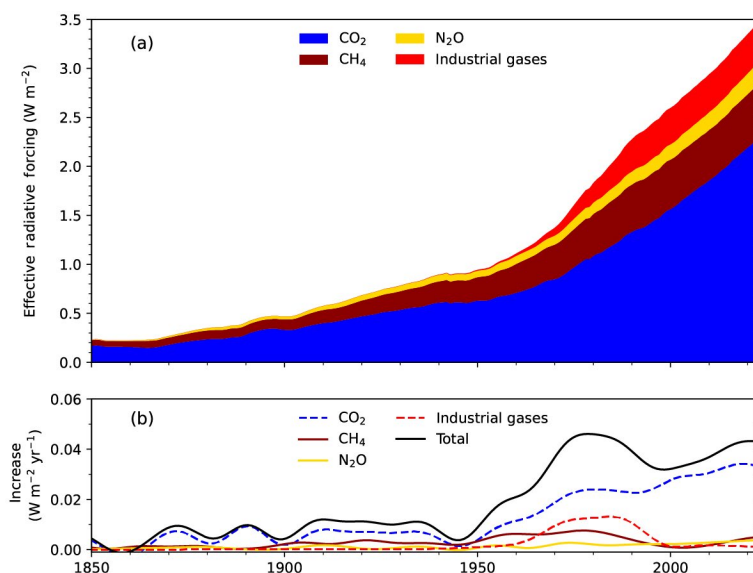 (a)
CO₂
CH₄
N₂O
Industrial gases
Effective radiative forcing (W m⁻²)
3.5
3.0
2.5
2.0
1.5
1.0
0.5
0.0
(b)
CO₂
CH₄
N₂O
Industrial gases
Total
Increase
(W m⁻² yr⁻¹)
0.06
0.04
0.02
0.00
1850
1900
1950
2000